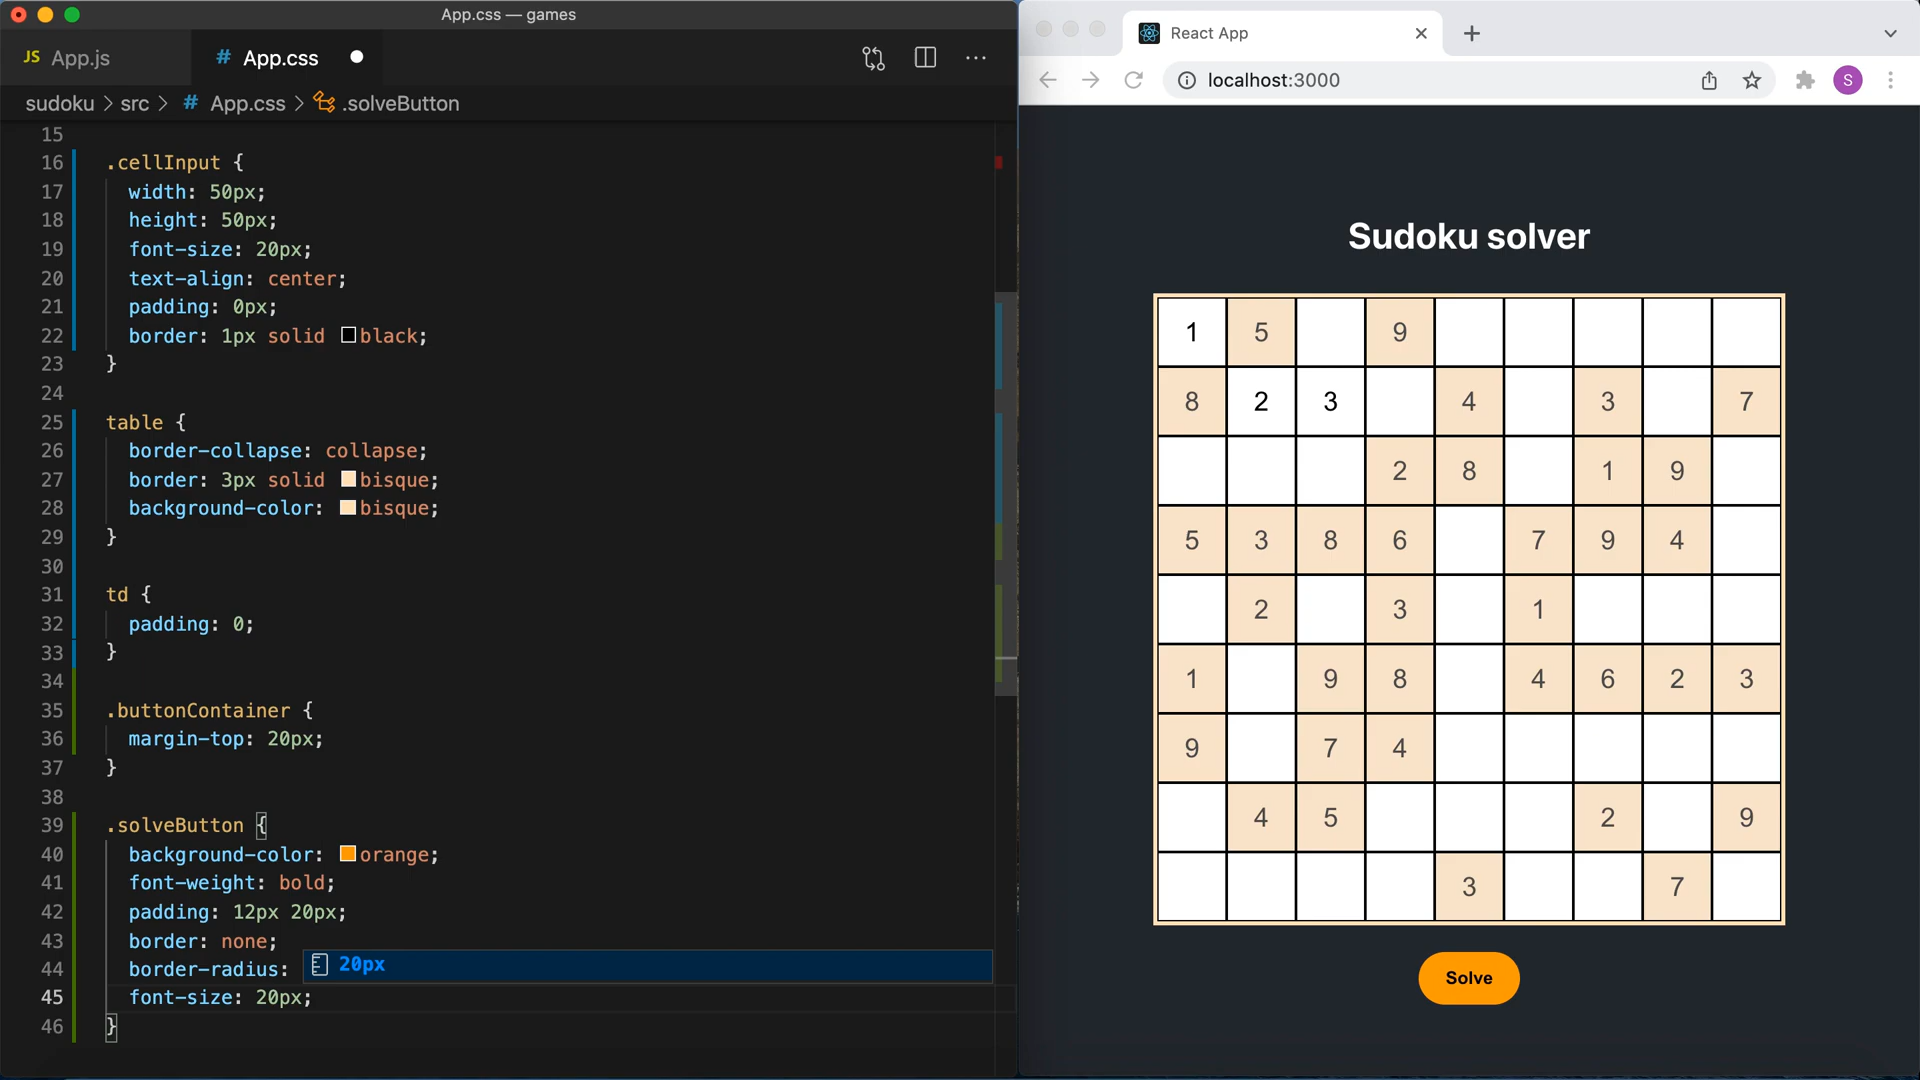 App.css — games
JS App.js
# App.css
sudoku > src > # App.css > .solveButton
15
16 .cellInput {
17 width: 50px;
18 height: 50px;
19 font-size: 20px;
20 text-align: center;
21 padding: 0px;
22 border: 1px solid black;
23 }
24
25 table {
26 border-collapse: collapse;
27 border: 3px solid bisque;
28 background-color: bisque;
29 }
30
31 td {
32 padding: 0;
33 }
34
35 .buttonContainer {
36 margin-top: 20px;
37 }
38
39 .solveButton {
40 background-color: orange;
41 font-weight: bold;
42 padding: 12px 20px;
43 border: none;
44 border-radius:
20px
45 font-size: 20px;
46 }
React App
localhost:3000
S
Sudoku solver
1 5 9
8 2 3 4 3 7
2 8 1 9
5 3 8 6 7 9 4
2 3 1
1 9 8 4 6 2 3
9 7 4
4 5 2 9
3 7
Solve